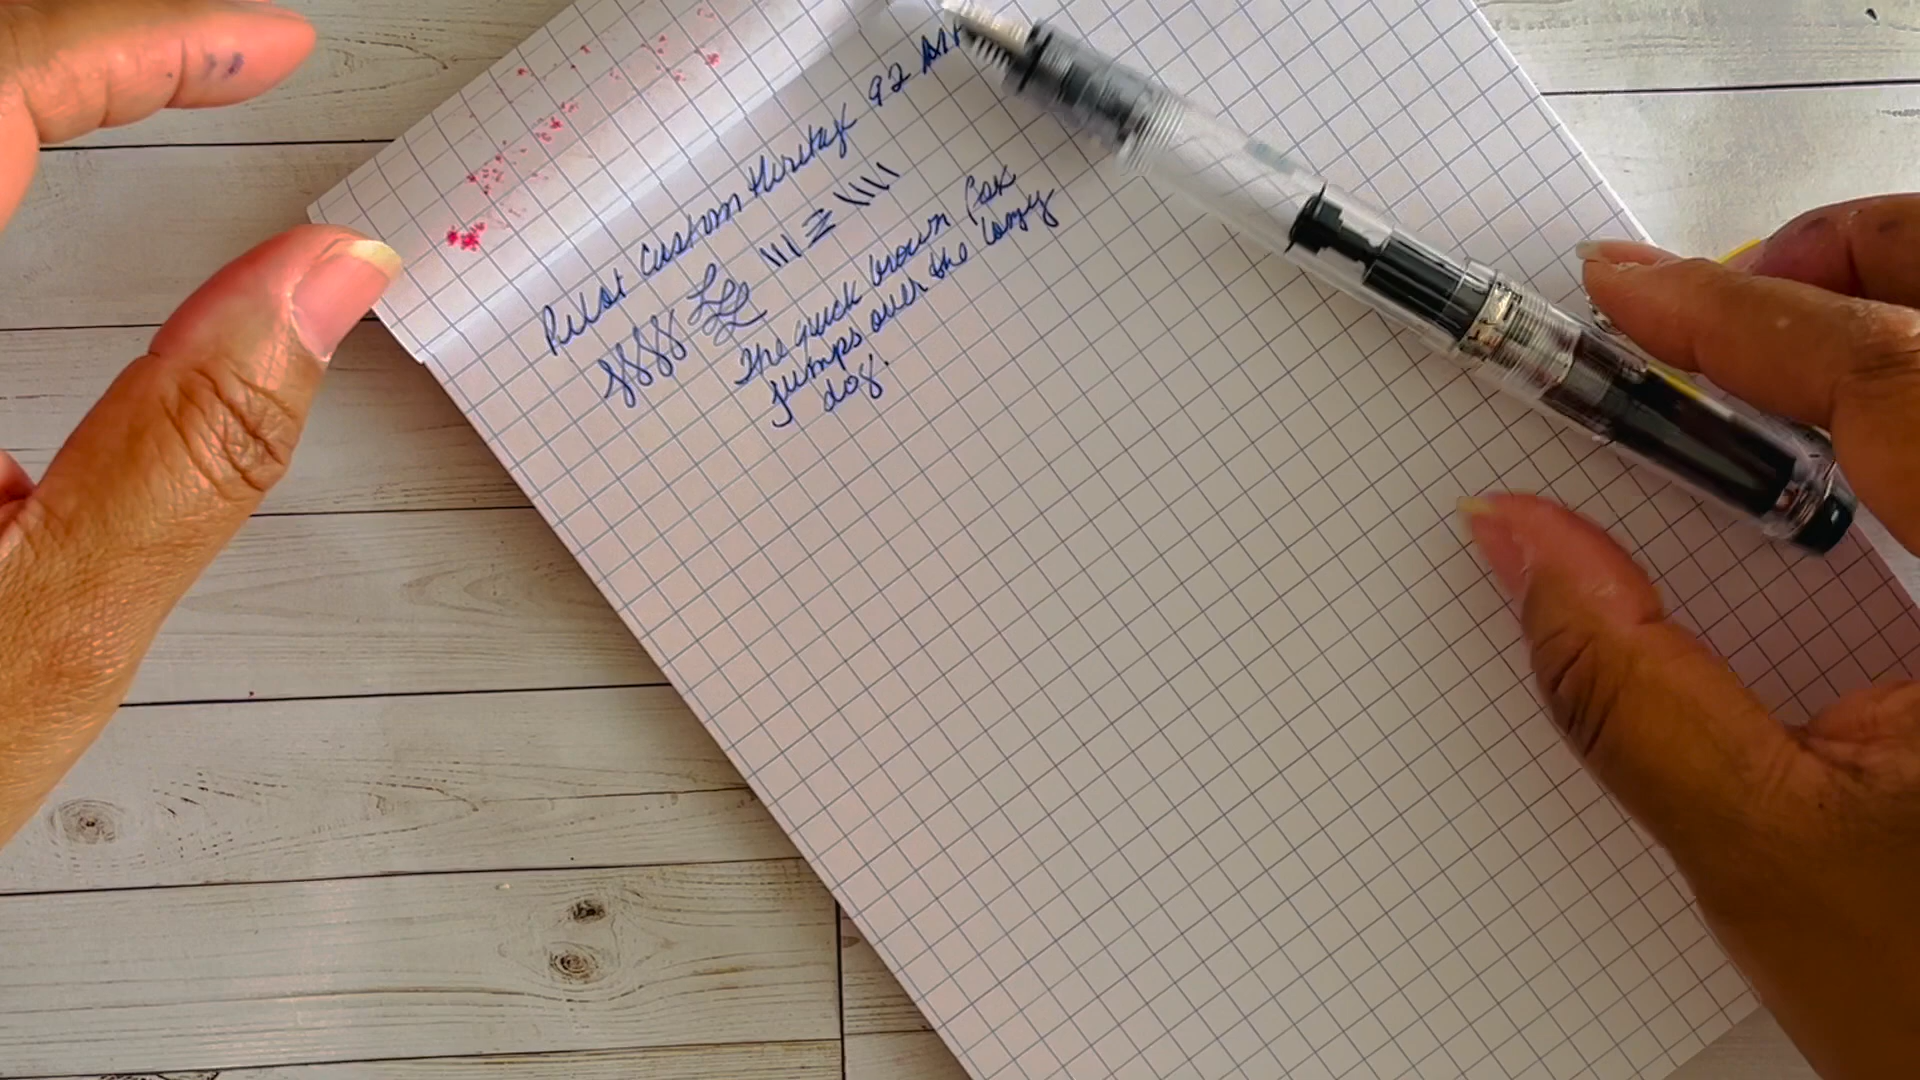 Pilot Custom Heritage 92
The quick brown fox
jumps over the lazy
dog.